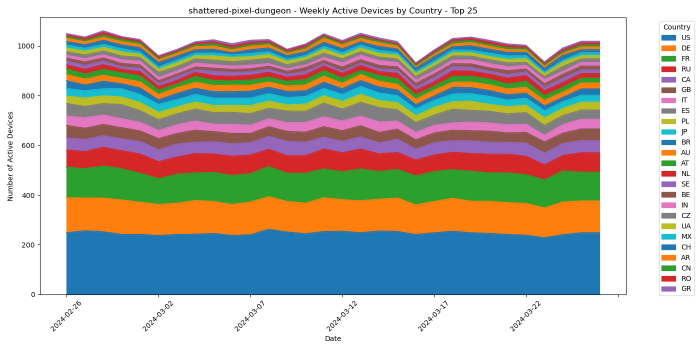 shattered-pixel-dungeon - Weekly Active Devices by Country - Top 25
Number of Active Devices
1000
800
600
400
200
0
2024-02-26
2024-03-02
2024-03-07
2024-03-12
2024-03-17
2024-03-22
Date
Country
US
DE
FR
RU
CA
GB
IT
ES
PL
JP
BR
AU
AT
NL
SE
BE
IN
CZ
UA
MX
CH
AR
CN
RO
GR